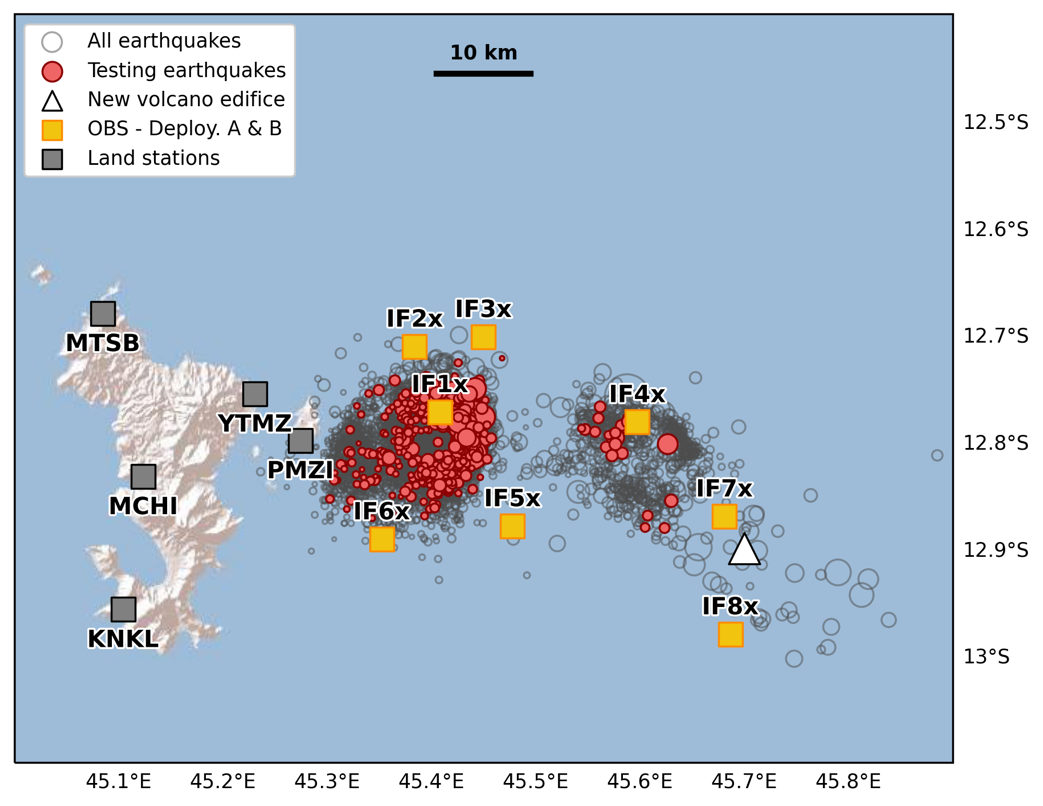 All earthquakes
Testing earthquakes
New volcano edifice
OBS - Deploy. A & B
Land stations
10 km
12.5°S
12.6°S
12.7°S
12.8°S
12.9°S
13°S
MTSB
YTMZ
PMZI
MCHI
KNKL
IF2x
IF3x
IF1x
IF4x
IF5x
IF6x
IF7x
IF8x
45.1°E
45.2°E
45.3°E
45.4°E
45.5°E
45.6°E
45.7°E
45.8°E